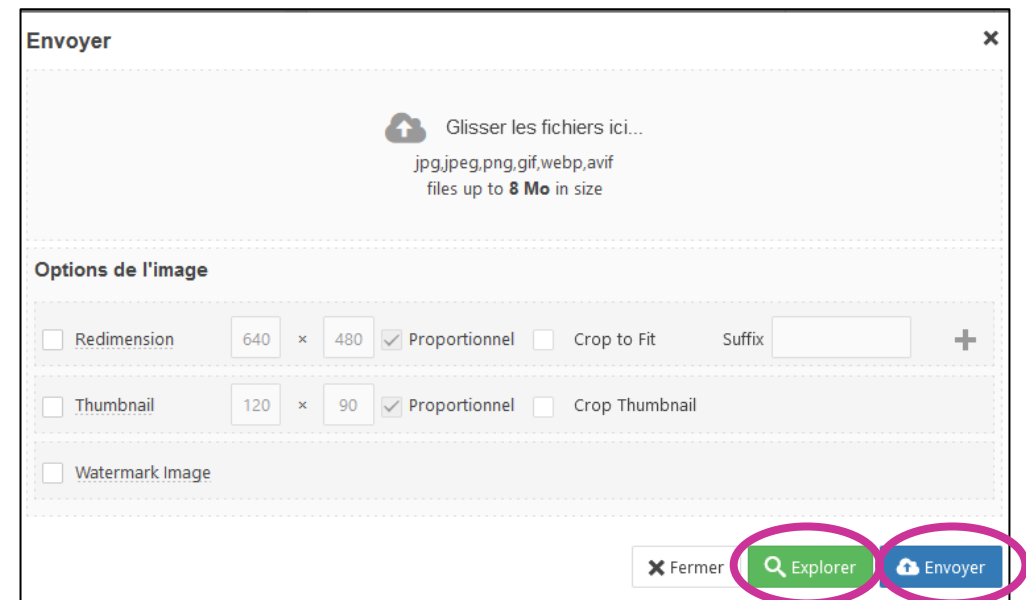 Envoyer
Glisser les fichiers ici...
jpg,jpeg,png,gif,webp,avif
files up to 8 Mo in size
Options de l'image
Redimension 640 × 480 Proportionnel Crop to Fit Suffix
Thumbnail 120 × 90 Proportionnel Crop Thumbnail
Watermark Image
Fermer Explorer Envoyer